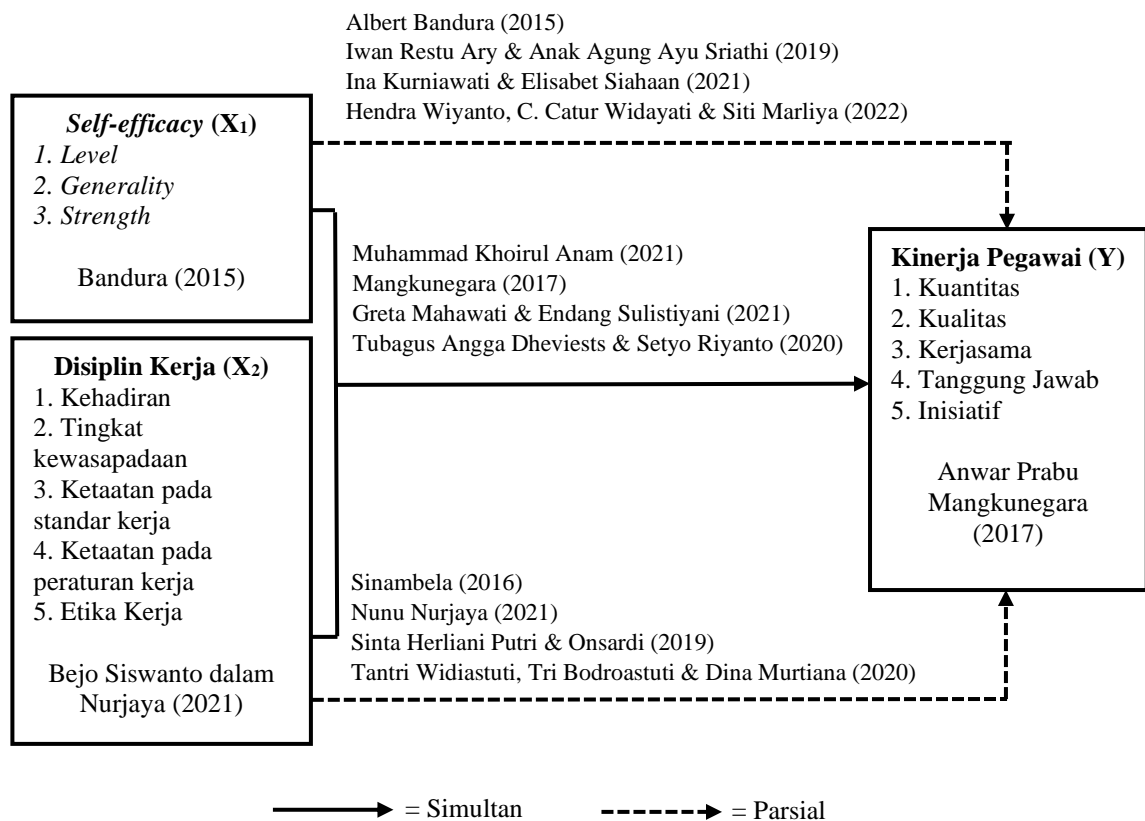 Albert Bandura (2015)
Iwan Restu Ary & Anak Agung Ayu Sriathi (2019)
Ina Kurniawati & Elisabet Siahaan (2021)
Hendra Wiyanto, C. Catur Widayati & Siti Marliya (2022)
Self-efficacy (X₁)
1. Level
2. Generality
3. Strength
Bandura (2015)
Muhammad Khoirul Anam (2021)
Mangkunegara (2017)
Greta Mahawati & Endang Sulistiyani (2021)
Tubagus Angga Dheviests & Setyo Riyanto (2020)
Kinerja Pegawai (Y)
1. Kuantitas
2. Kualitas
3. Kerjasama
4. Tanggung Jawab
5. Inisiatif
Anwar Prabu
Mangkunegara
(2017)
Disiplin Kerja (X₂)
1. Kehadiran
2. Tingkat
kewasapadaan
3. Ketaatan pada
standar kerja
4. Ketaatan pada
peraturan kerja
5. Etika Kerja
Bejo Siswanto dalam
Nurjaya (2021)
Sinambela (2016)
Nunu Nurjaya (2021)
Sinta Herliani Putri & Onsardi (2019)
Tantri Widiastuti, Tri Bodroastuti & Dina Murtiana (2020)
= Simultan
= Parsial